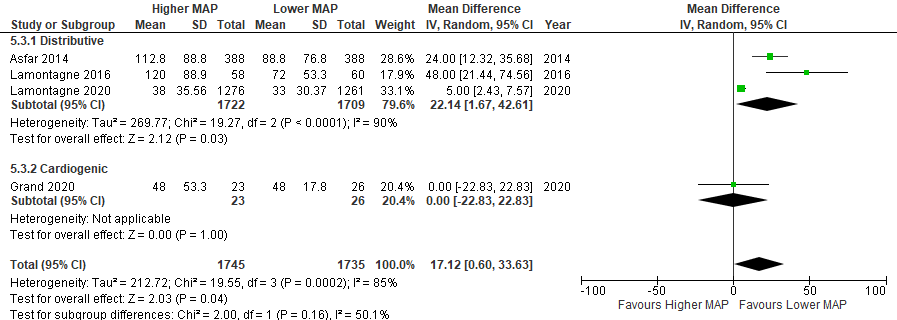 Higher MAP Lower MAP Mean Difference Mean Difference
Study or Subgroup Mean SD Total Mean SD Total Weight IV, Random, 95% CI Year IV, Random, 95% CI
5.3.1 Distributive
Asfar 2014 112.8 88.8 388 88.8 76.8 388 28.6% 24.00 [12.32, 35.68] 2014
Lamontagne 2016 120 88.9 58 72 53.3 60 17.9% 48.00 [21.44, 74.56] 2016
Lamontagne 2020 38 35.56 1276 33 30.37 1261 33.1% 5.00 [2.43, 7.57] 2020
Subtotal (95% CI) 1722 1709 79.6% 22.14 [1.67, 42.61]
Heterogeneity: Tau² = 269.77; Chi² = 19.27, df = 2 (P < 0.0001); I² = 90%
Test for overall effect: Z = 2.12 (P = 0.03)
5.3.2 Cardiogenic
Grand 2020 48 53.3 23 48 17.8 26 20.4% 0.00 [-22.83, 22.83] 2020
Subtotal (95% CI) 23 26 20.4% 0.00 [-22.83, 22.83]
Heterogeneity: Not applicable
Test for overall effect: Z = 0.00 (P = 1.00)
Total (95% CI) 1745 1735 100.0% 17.12 [0.60, 33.63]
Heterogeneity: Tau² = 212.72; Chi² = 19.55, df = 3 (P = 0.0002); I² = 85%
Test for overall effect: Z = 2.03 (P = 0.04)
Test for subgroup differences: Chi² = 2.00, df = 1 (P = 0.16), I² = 50.1%
-100 -50 0 50 100
Favours Higher MAP Favours Lower MAP